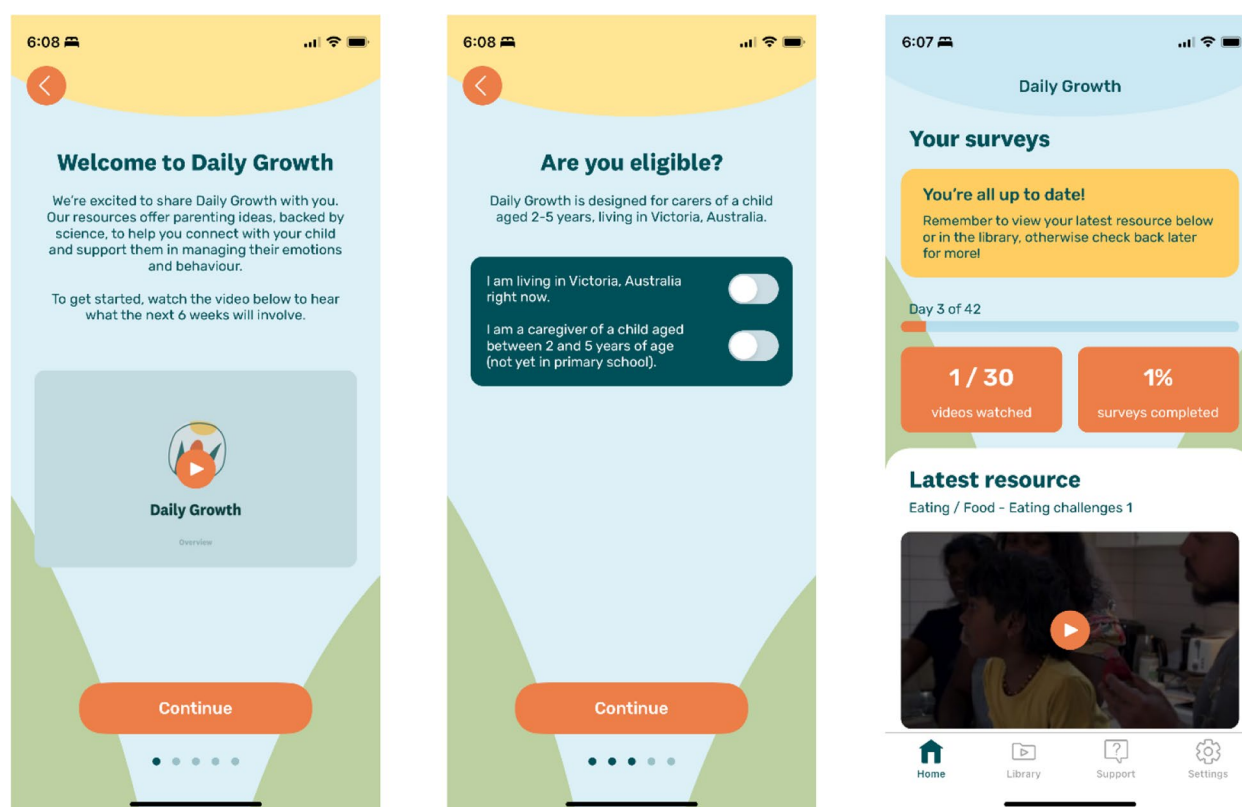 6:08
Welcome to Daily Growth
We're excited to share Daily Growth with you.
Our resources offer parenting ideas, backed by
science, to help you connect with your child
and support them in managing their emotions
and behaviour.
To get started, watch the video below to hear
what the next 6 weeks will involve.
Daily Growth
Overview
Continue
6:08
Are you eligible?
Daily Growth is designed for carers of a child
aged 2-5 years, living in Victoria, Australia.
I am living in Victoria, Australia
right now.
I am a caregiver of a child aged
between 2 and 5 years of age
(not yet in primary school).
Continue
6:07
Daily Growth
Your surveys
You're all up to date!
Remember to view your latest resource below
or in the library, otherwise check back later
for more!
Day 3 of 42
1 / 30
videos watched
1%
surveys completed
Latest resource
Eating / Food - Eating challenges 1
Home
Library
Support
Settings